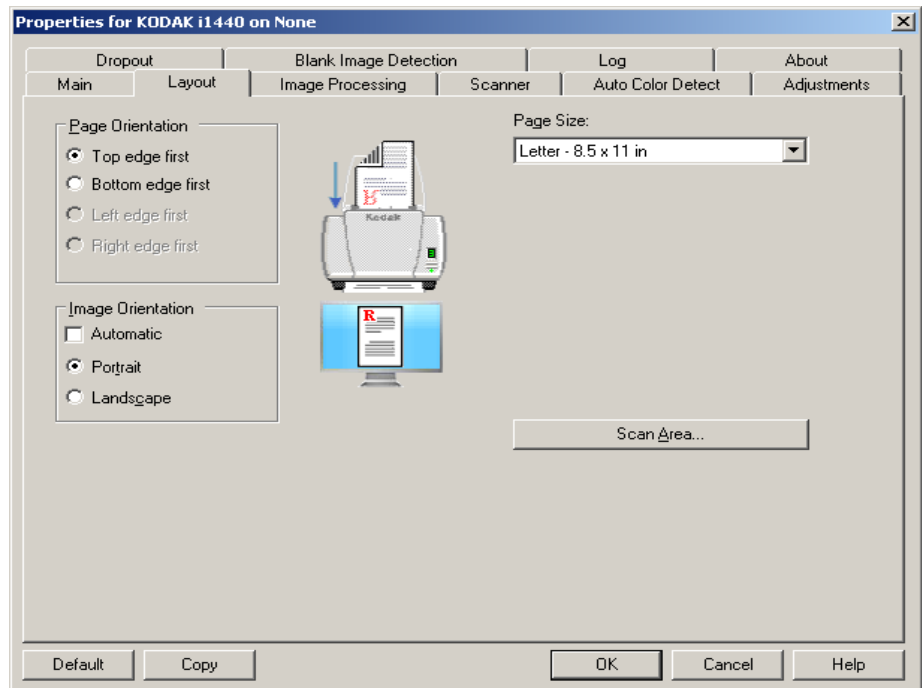 Properties for KODAK i1440 on None
Dropout
Blank Image Detection
Log
About
Main
Layout
Image Processing
Scanner
Auto Color Detect
Adjustments
Page Orientation
Top edge first
Bottom edge first
Left edge first
Right edge first
Kodak
R
Page Size:
Letter - 8.5 x 11 in
Image Orientation
Automatic
Portrait
Landscape
R
Scan Area...
Default
Copy
OK
Cancel
Help